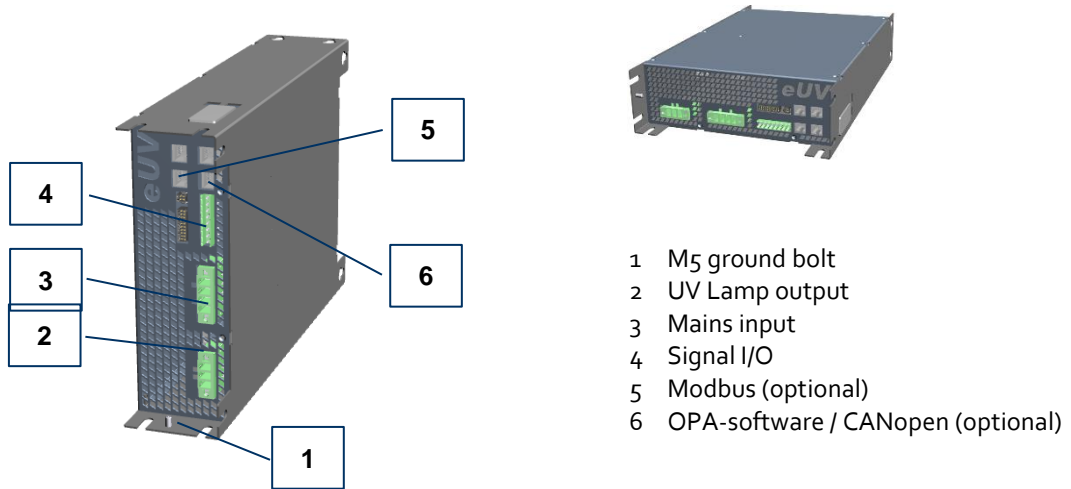 eUV
5
4
6
3
2
1
eUV
1 M5 ground bolt
2 UV Lamp output
3 Mains input
4 Signal I/O
5 Modbus (optional)
6 OPA-software / CANopen (optional)